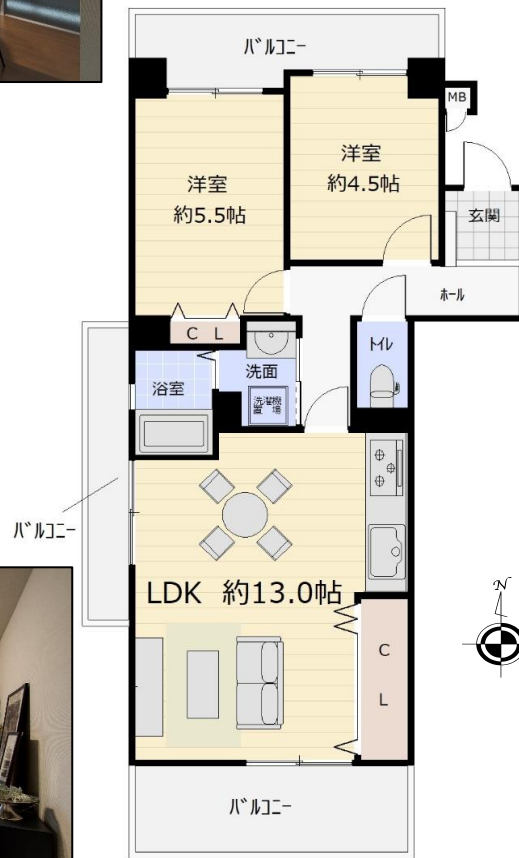 バルコニー
MB
洋室
約4.5帖
洋室
約5.5帖
玄関
ホール
C L
トイレ
洗面
浴室
洗濯機
置場
バルコニー
LDK 約13.0帖
N
C
L
バルコニー